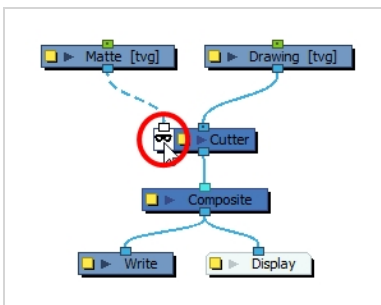 Matte [tvg]
Drawing [tvg]
Cutter
Composite
Write
Display